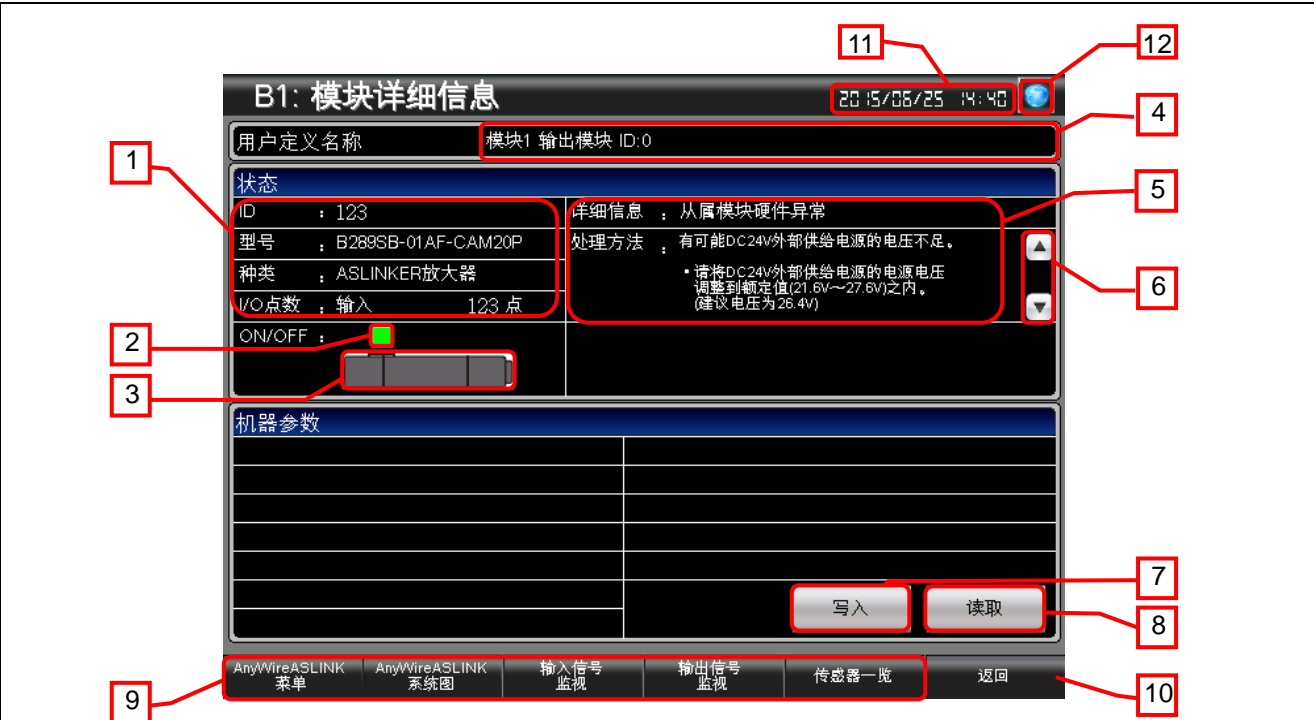 11
12
B1: 模块详细信息
2015/06/25 14:40
4
用户定义名称
模块1 输出模块 ID:0
1
状态
5
ID : 123
详细信息 : 从属模块硬件异常
型号 : B289SB-01AF-CAM20P
处理方法 : 有可能DC24V外部供给电源的电压不足。
种类 : ASLINKER放大器
▪请将DC24V外部供给电源的电源电压
调整到额定值(21.6V～27.6V)之内。
(建议电压为26.4V)
6
I/O点数 : 输入 123 点
ON/OFF :
2
3
机器参数
7
写入
读取
8
AnyWireASLINK
菜单
AnyWireASLINK
系统图
输入信号
监视
输出信号
监视
传感器一览
返回
9
10